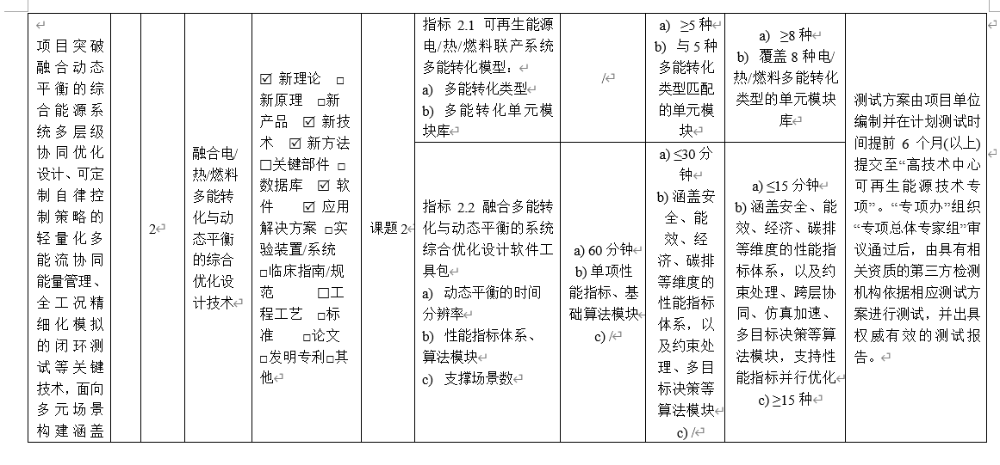 项目突破
融合动态
平衡的综
合能源系
统多层级
协同优化
设计、可定
制自律控
制策略的
轻量化多
能流协同
能量管理、
全工况精
细化模拟
的闭环测
试等关键
技术，面向
多元场景
构建涵盖
2
融合电/
热/燃料
多能转
化与动
态平衡
的综合
优化设
计技术
☑ 新理论 □
新原理 □新
产品 ☑ 新技
术 ☑ 新方法
□关键部件 □
数据库 ☑ 软
件 ☑ 应用
解决方案 □实
验装置/系统
□临床指南/规
范 □工
程工艺 □标
准 □论文
□发明专利□其
他
课题 2
指标 2.1 可再生能源
电/热/燃料联产系统
多能转化模型：
a) 多能转化类型
b) 多能转化单元模
块库
/
a) ≥5 种
b) 与 5 种
多能转化
类型匹配
的单元模
块
a) ≥8 种
b) 覆盖 8 种电/
热/燃料多能转化
类型的单元模块
库
指标 2.2 融合多能转
化与动态平衡的系统
综合优化设计软件工
具包
a) 动态平衡的时间
分辨率
b) 性能指标体系、
算法模块
c) 支撑场景数
a) 60 分钟
b) 单项性
能指标、基
础算法模块
c) /
a) ≤30 分
钟
b) 涵盖安
全、能
效、经
济、碳排
等维度的
性能指标
体系，以
及约束处
理、多目
标决策等
算法模块
c) /
a) ≤15 分钟
b) 涵盖安全、能
效、经济、碳排
等维度的性能指
标体系，以及约
束处理、跨层协
同、仿真加速、
多目标决策等算
法模块，支持性
能指标并行优化
c) ≥15 种
测试方案由项目单位
编制并在计划测试时
间提前 6 个月(以上)
提交至“高技术中心
可再生能源技术专
项”。“专项办”组织
“专项总体专家组”审
议通过后，由具有相
关资质的第三方检测
机构依据相应测试方
案进行测试，并出具
权威有效的测试报
告。